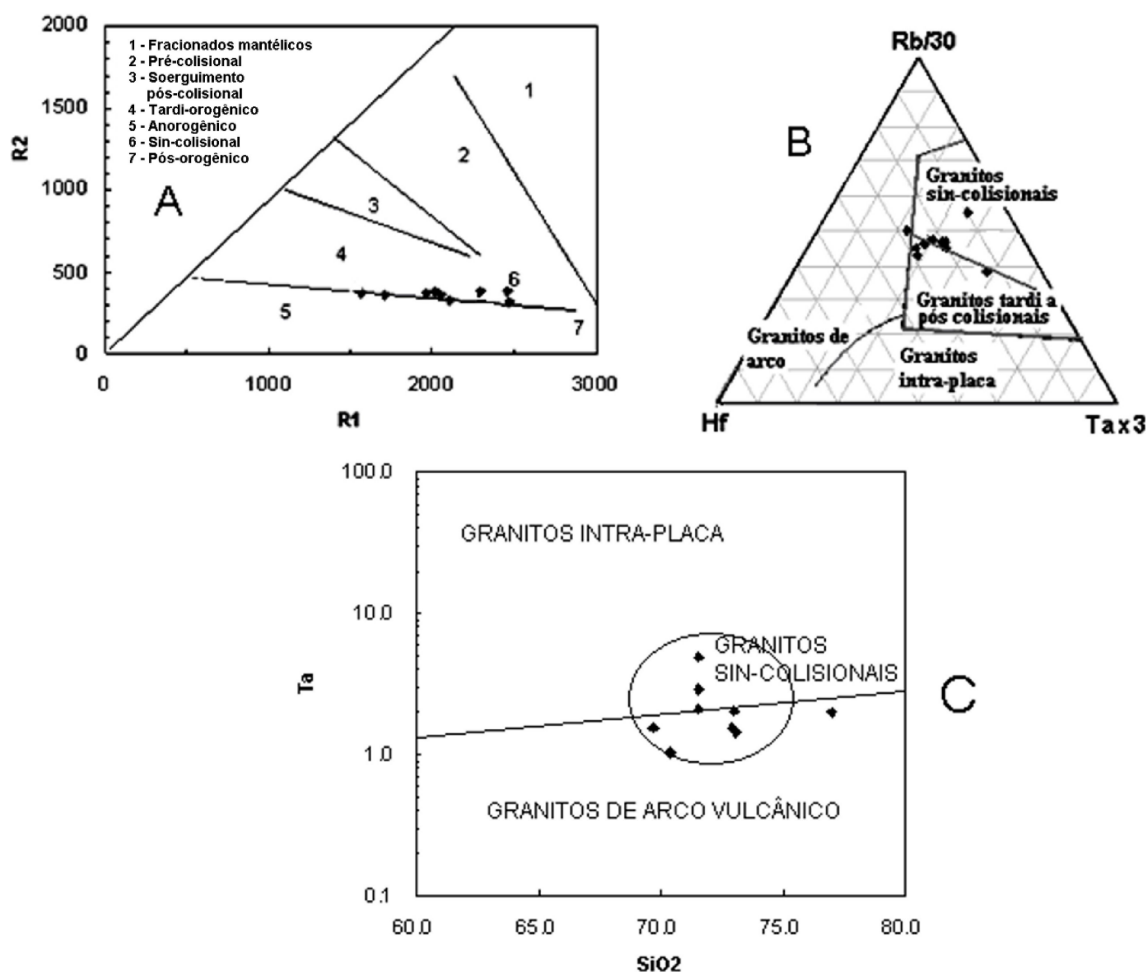 2000
1500
1000
500
0
R2
1 - Fracionados mantélicos
2 - Pré-colisional
3 - Soerguimento
pós-colisional
4 - Tardi-orogênico
5 - Anorogênico
6 - Sin-colisional
7 - Pós-orogênico
A
1
2
3
4
5
6
7
0
1000
2000
3000
R1
B
Rb/30
Granitos
sin-colisionais
Granitos tardi a
pós colisionais
Granitos de
arco
Granitos
intra-placa
Hf
Ta x 3
100.0
10.0
1.0
0.1
Ta
GRANITOS INTRA-PLACA
GRANITOS
SIN-COLISIONAIS
GRANITOS DE ARCO VULCÂNICO
C
60.0
65.0
70.0
75.0
80.0
SiO2